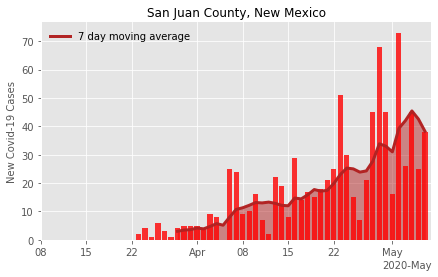 San Juan County, New Mexico
7 day moving average
New Covid-19 Cases
70
60
50
40
30
20
10
0
08 15 22 Apr 08 15 22 May
2020-May